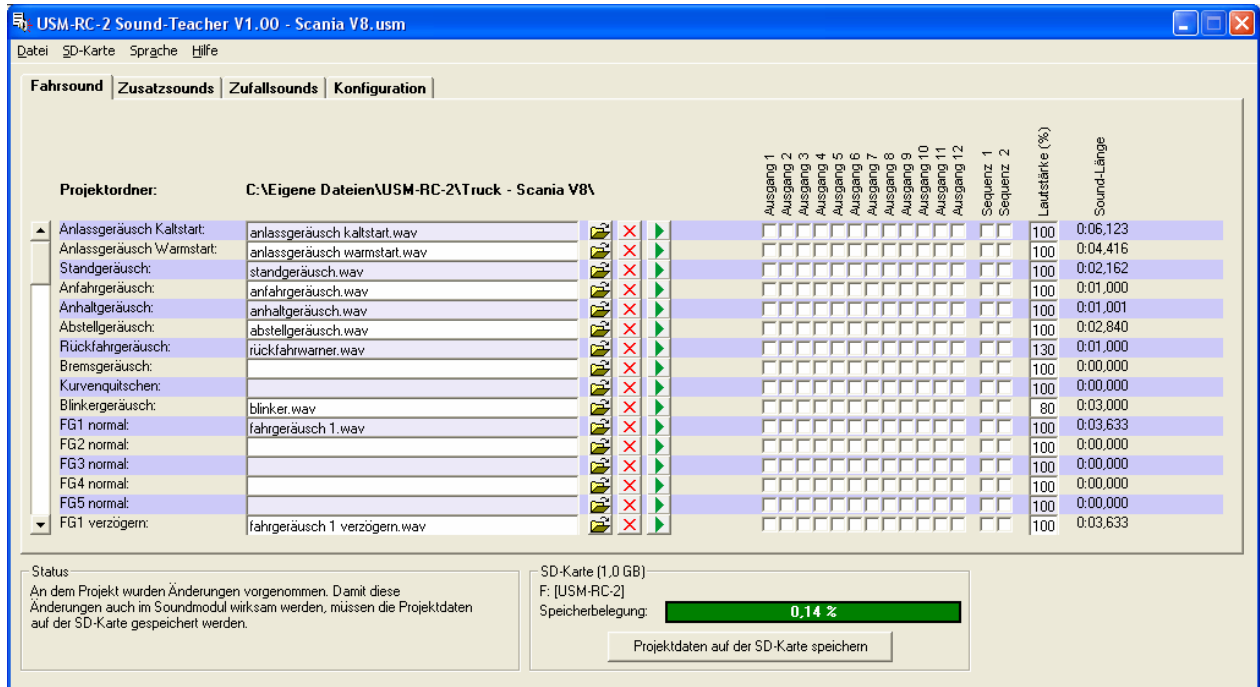 USM-RC-2 Sound-Teacher V1.00 - Scania V8.usm
Datei SD-Karte Sprache Hilfe
Fahrsound Zusatzsounds Zufallsounds Konfiguration
Ausgang 1
Ausgang 2
Ausgang 3
Ausgang 4
Ausgang 5
Ausgang 6
Ausgang 7
Ausgang 8
Ausgang 9
Ausgang 10
Ausgang 11
Ausgang 12
Sequenz 1
Sequenz 2
Lautstärke (%)
Sound-Länge
Projektordner: C:\Eigene Dateien\USM-RC-2\Truck - Scania V8\
Anlassgeräusch Kaltstart: anlassgeräusch kaltstart.wav 100 0:06,123
Anlassgeräusch Warmstart: anlassgeräusch warmstart.wav 100 0:04,416
Standgeräusch: standgeräusch.wav 100 0:02,162
Anfahrgeräusch: anfahrgeräusch.wav 100 0:01,000
Anhaltgeräusch: anhaltgeräusch.wav 100 0:01,001
Abstellgeräusch: abstellgeräusch.wav 100 0:02,840
Rückfahrgeräusch: rückfahrwarner.wav 130 0:01,000
Bremsgeräusch: 100 0:00,000
Kurvenquitschen: 100 0:00,000
Blinkergeräusch: blinker.wav 80 0:03,000
FG1 normal: fahrgeräusch 1.wav 100 0:03,633
FG2 normal: 100 0:00,000
FG3 normal: 100 0:00,000
FG4 normal: 100 0:00,000
FG5 normal: 100 0:00,000
FG1 verzögern: fahrgeräusch 1 verzögern.wav 100 0:03,633
Status
An dem Projekt wurden Änderungen vorgenommen. Damit diese
Änderungen auch im Soundmodul wirksam werden, müssen die Projektdaten
auf der SD-Karte gespeichert werden.
SD-Karte (1,0 GB)
F: [USM-RC-2]
Speicherbelegung: 0,14 %
Projektdaten auf der SD-Karte speichern